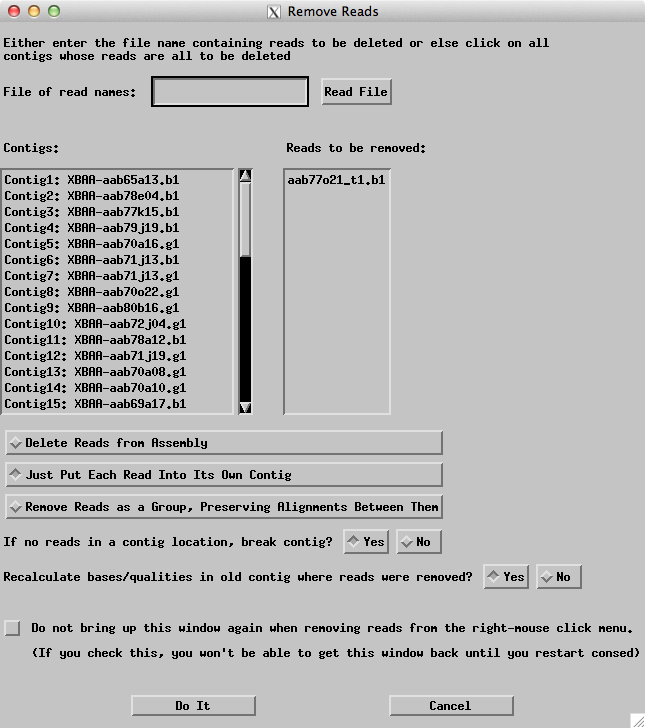 Remove Reads
Either enter the file name containing reads to be deleted or else click on all
contigs whose reads are all to be deleted
File of read names: Read File
Contigs: Reads to be removed:
Contig1: XBAA-aab65a13.b1 aab77o21_t1.b1
Contig2: XBAA-aab78e04.b1
Contig3: XBAA-aab77k15.b1
Contig4: XBAA-aab79j19.b1
Contig5: XBAA-aab70a16.g1
Contig6: XBAA-aab71j13.b1
Contig7: XBAA-aab71j13.g1
Contig8: XBAA-aab70o22.g1
Contig9: XBAA-aab80b16.g1
Contig10: XBAA-aab72j04.g1
Contig11: XBAA-aab78a12.b1
Contig12: XBAA-aab71j19.g1
Contig13: XBAA-aab70a08.g1
Contig14: XBAA-aab70a10.g1
Contig15: XBAA-aab69a17.b1
Delete Reads from Assembly
Just Put Each Read Into Its Own Contig
Remove Reads as a Group, Preserving Alignments Between Them
If no reads in a contig location, break contig? Yes No
Recalculate bases/qualities in old contig where reads were removed? Yes No
Do not bring up this window again when removing reads from the right-mouse click menu.
(If you check this, you won't be able to get this window back until you restart consed)
Do It Cancel